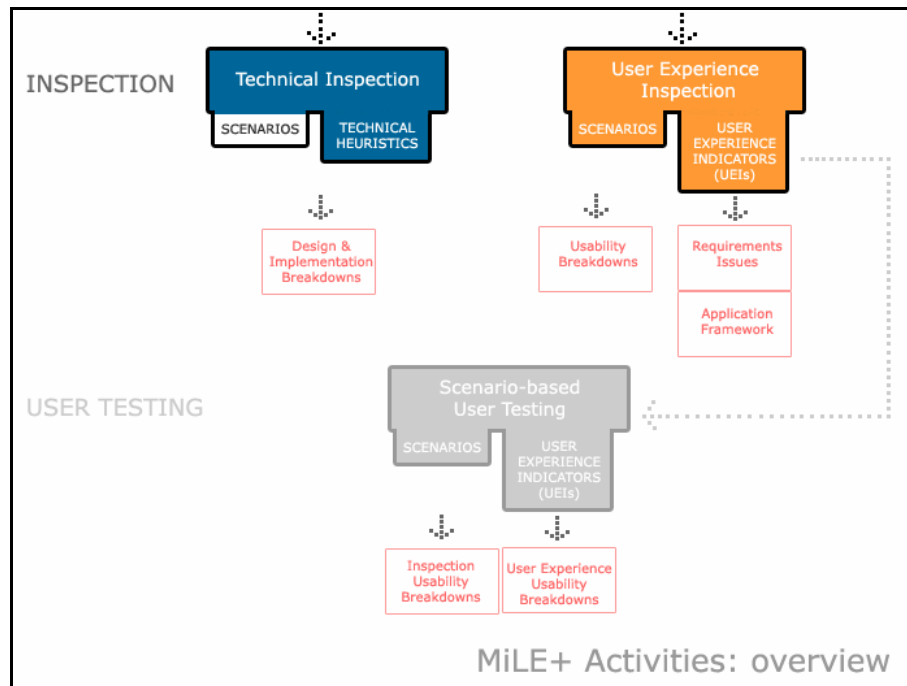 INSPECTION
Technical Inspection
SCENARIOS
TECHNICAL
HEURISTICS
User Experience
Inspection
SCENARIOS
USER
EXPERIENCE
INDICATORS
(UEIs)
Design &
Implementation
Breakdowns
Usability
Breakdowns
Requirements
Issues
Application
Framework
USER TESTING
Scenario-based
User Testing
SCENARIOS
USER
EXPERIENCE
INDICATORS
(UEIs)
Inspection
Usability
Breakdowns
User Experience
Usability
Breakdowns
MiLE+ Activities: overview